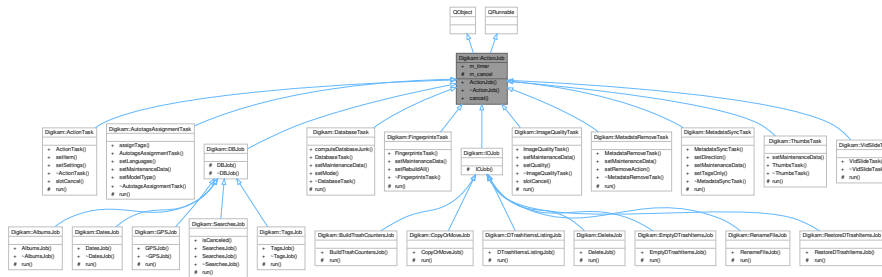 QObject
QRunnable
Digikam::ActionJob
+ m_timer
# m_cancel
+ ActionJob()
+ ~ActionJob()
+ cancel()
Digikam::ActionTask
+ ActionTask()
+ setItem()
+ setSettings()
+ ~ActionTask()
+ slotCancel()
# run()
Digikam::AutotagsAssignmentTask
+ assignTags()
+ AutotagsAssignmentTask()
+ setLanguages()
+ setMaintenanceData()
+ setModelType()
+ ~AutotagsAssignmentTask()
# run()
Digikam::DBJob
# DBJob()
# ~DBJob()
Digikam::DatabaseTask
+ computeDatabaseJunk()
+ DatabaseTask()
+ setMaintenanceData()
+ setMode()
+ ~DatabaseTask()
# run()
Digikam::FingerprintsTask
+ FingerprintsTask()
+ setMaintenanceData()
+ setRebuildAll()
+ ~FingerprintsTask()
# run()
Digikam::IOJob
# IOJob()
Digikam::ImageQualityTask
+ ImageQualityTask()
+ setMaintenanceData()
+ setQuality()
+ ~ImageQualityTask()
+ slotCancel()
# run()
Digikam::MetadataRemoveTask
+ MetadataRemoveTask()
+ setMaintenanceData()
+ setRemoveAction()
+ ~MetadataRemoveTask()
# run()
Digikam::MetadataSyncTask
+ MetadataSyncTask()
+ setDirection()
+ setMaintenanceData()
+ setTagsOnly()
+ ~MetadataSyncTask()
# run()
Digikam::ThumbsTask
+ setMaintenanceData()
+ ThumbsTask()
+ ~ThumbsTask()
# run()
Digikam::VidSlideTask
+ VidSlideTask()
+ ~VidSlideTask()
# run()
Digikam::AlbumsJob
+ AlbumsJob()
+ ~AlbumsJob()
# run()
Digikam::DatesJob
+ DatesJob()
+ ~DatesJob()
# run()
Digikam::GPSJob
+ GPSJob()
+ ~GPSJob()
# run()
Digikam::SearchesJob
+ isCanceled()
+ SearchesJob()
+ SearchesJob()
+ ~SearchesJob()
# run()
Digikam::TagsJob
+ TagsJob()
+ ~TagsJob()
# run()
Digikam::BuildTrashCountersJob
+ BuildTrashCountersJob()
# run()
Digikam::CopyOrMoveJob
+ CopyOrMoveJob()
# run()
Digikam::DTrashItemsListingJob
+ DTrashItemsListingJob()
# run()
Digikam::DeleteJob
+ DeleteJob()
# run()
Digikam::EmptyDTrashItemsJob
+ EmptyDTrashItemsJob()
# run()
Digikam::RenameFileJob
+ RenameFileJob()
# run()
Digikam::RestoreDTrashItemsJob
+ RestoreDTrashItemsJob()
# run()